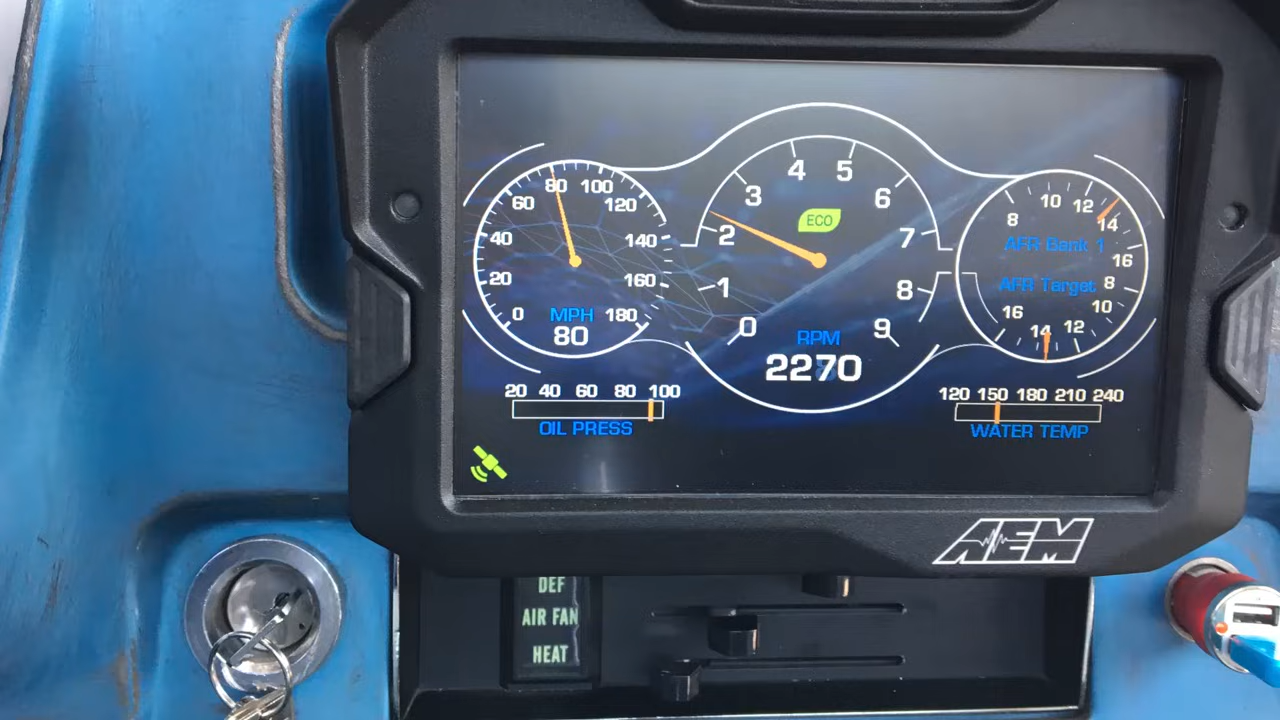 0 20 40 60 80 100 120 140 160 180
MPH
80
0 1 2 3 4 5 6 7 8 9
ECO
RPM
2270
8 10 12 14 16
AFR Bank 1
AFR Target
8 10 12 14 16
20 40 60 80 100
OIL PRESS
120 150 180 210 240
WATER TEMP
AEM
DEF
AIR FAN
HEAT